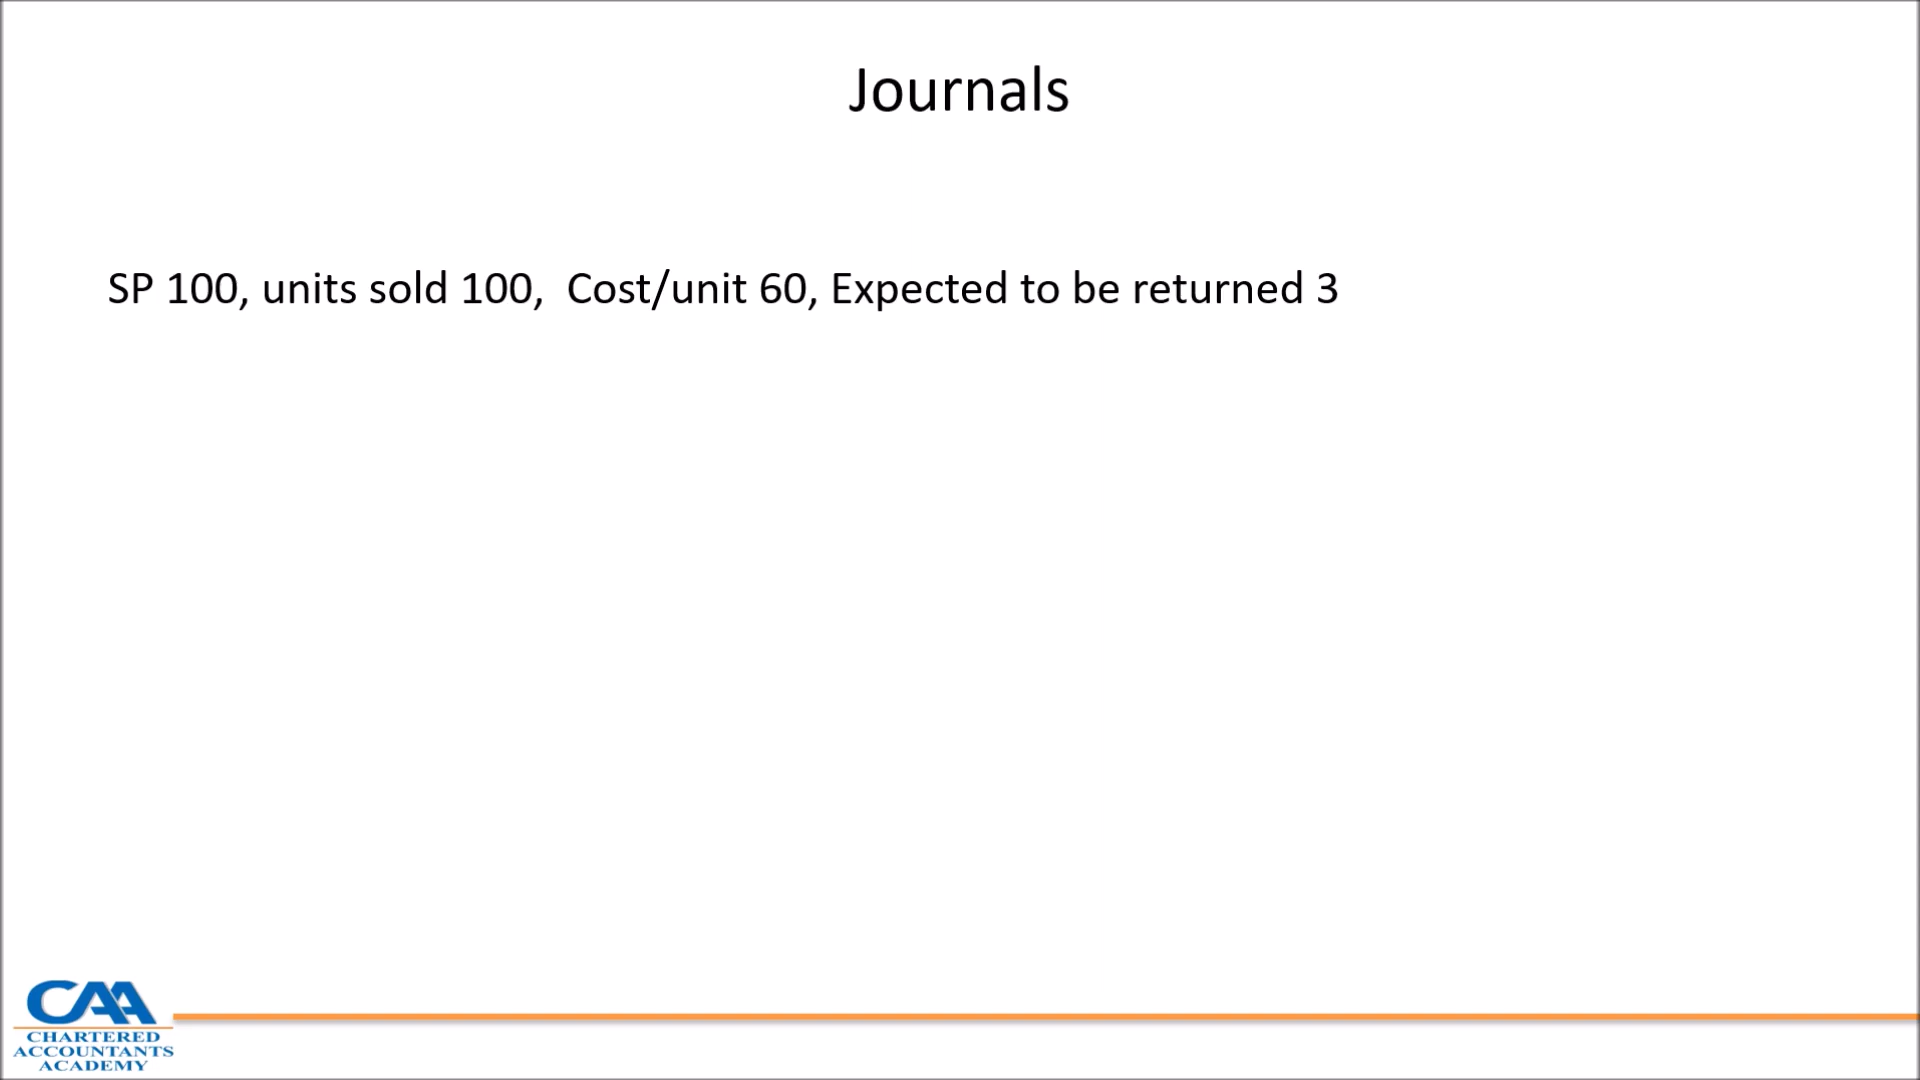 Journals
SP 100, units sold 100,  Cost/unit 60, Expected to be returned 3
CAA
CHARTERED
ACCOUNTANTS
ACADEMY